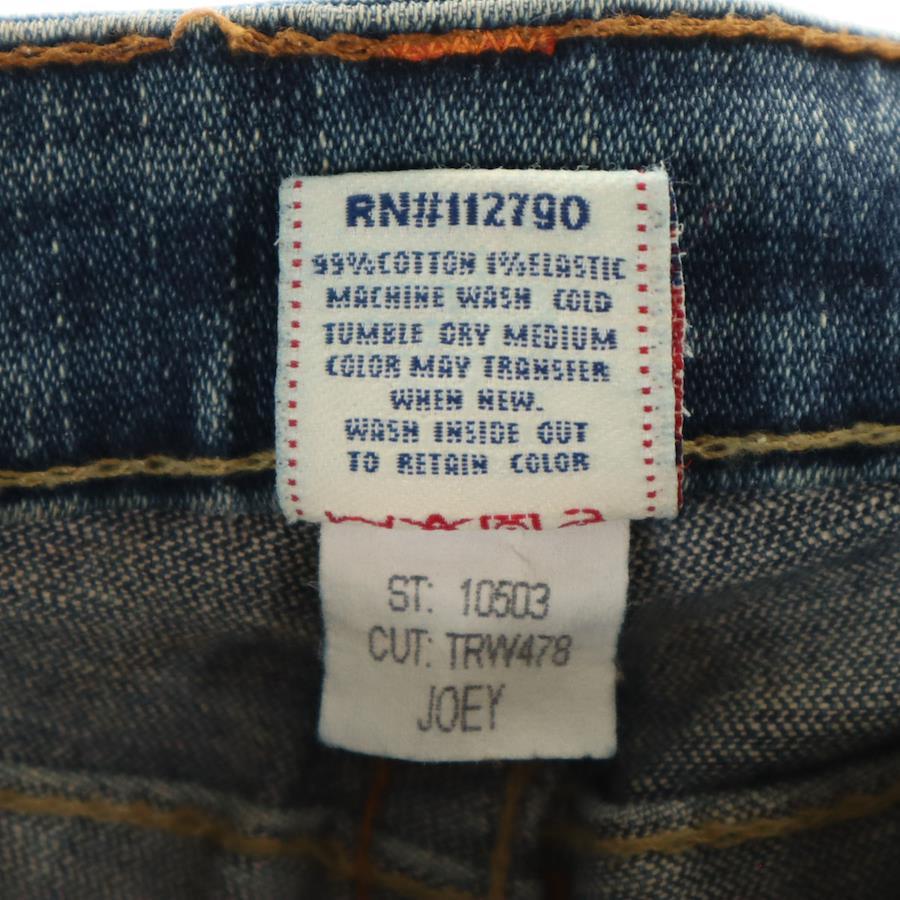 RN#112790
99%COTTON 1%ELASTIC
MACHINE WASH COLD
TUMBLE DRY MEDIUM
COLOR MAY TRANSFER
WHEN NEW.
WASH INSIDE OUT
TO RETAIN COLOR
ST: 10503
CUT: TRW478
JOEY